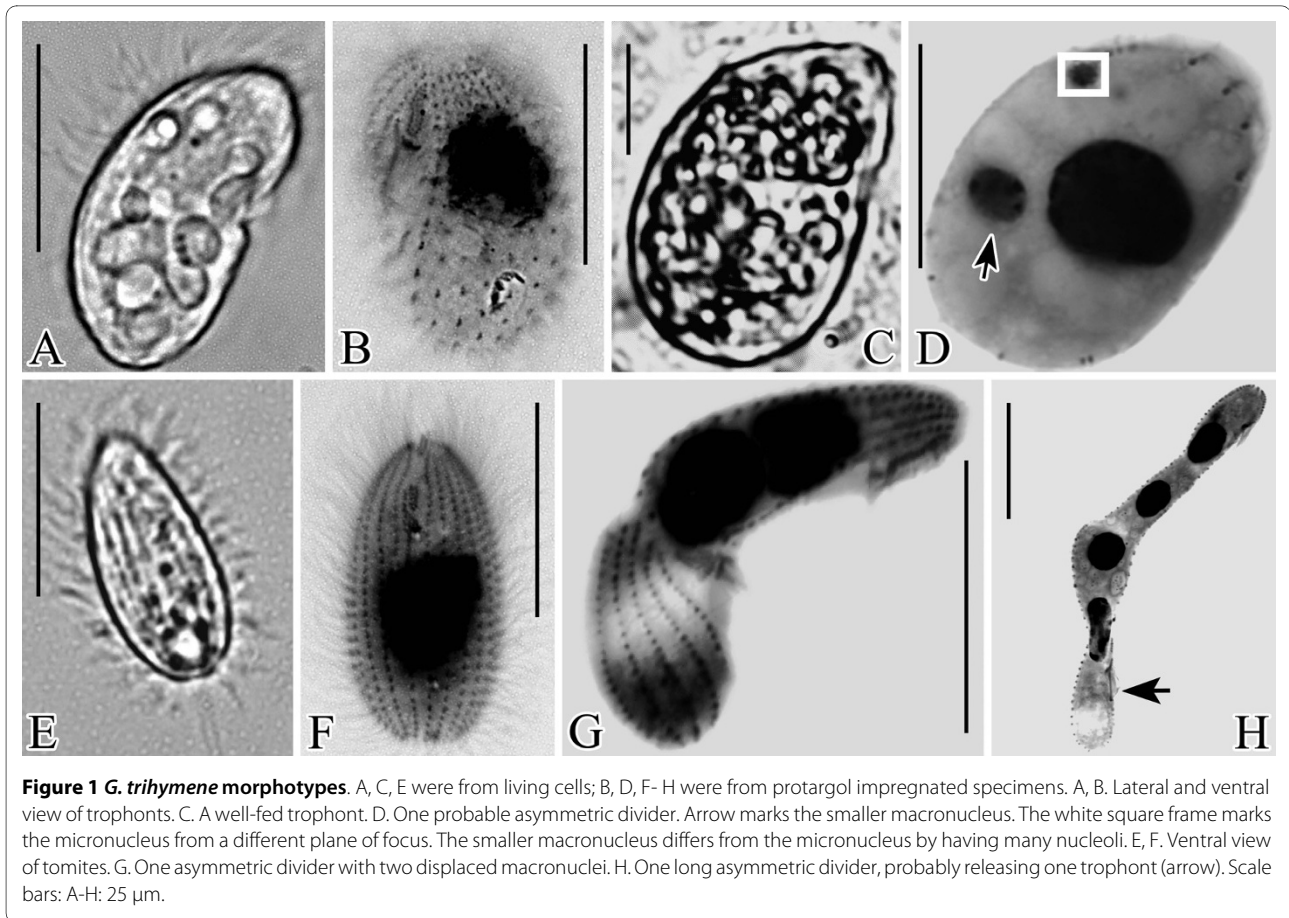 A
B
C
D
E
F
G
H
Figure 1 G. trihymene morphotypes. A, C, E were from living cells; B, D, F- H were from protargol impregnated specimens. A, B. Lateral and ventral
view of trophonts. C. A well-fed trophont. D. One probable asymmetric divider. Arrow marks the smaller macronucleus. The white square frame marks
the micronucleus from a different plane of focus. The smaller macronucleus differs from the micronucleus by having many nucleoli. E, F. Ventral view
of tomites. G. One asymmetric divider with two displaced macronuclei. H. One long asymmetric divider, probably releasing one trophont (arrow). Scale
bars: A-H: 25 μm.